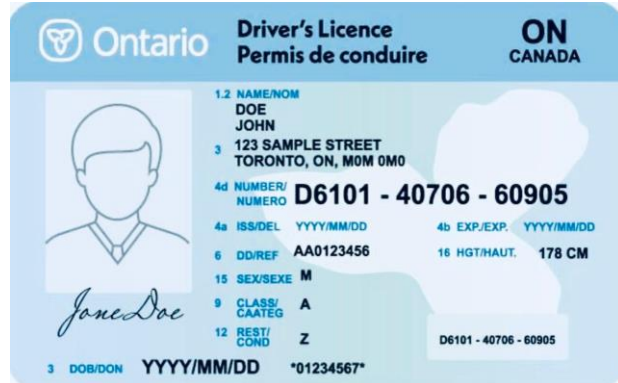 Ontario
Driver's Licence
Permis de conduire
ON
CANADA
1.2 NAME/NOM
DOE
JOHN
3 123 SAMPLE STREET
TORONTO, ON, M0M 0M0
4d NUMBER/
NUMERO D6101 - 40706 - 60905
4a ISS/DEL YYYY/MM/DD 4b EXP./EXP. YYYY/MM/DD
6 DD/REF AA0123456 16 HGT/HAUT. 178 CM
15 SEX/SEXE M
9 CLASS/
CAATEG A
12 REST/
COND Z
D6101 - 40706 - 60905
Jone Doe
3 DOB/DON YYYY/MM/DD *01234567*